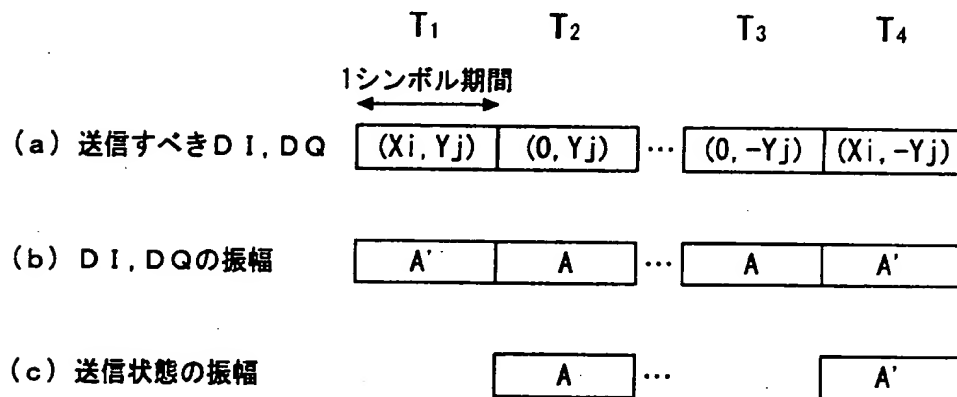 T1 T2 T3 T4
1シンボル期間
(a) 送信すべきDI,DQ (Xi,Yj) (0,Yj) … (0,-Yj) (Xi,-Yj)
(b) DI,DQの振幅 A' A … A A'
(c) 送信状態の振幅 A … A'